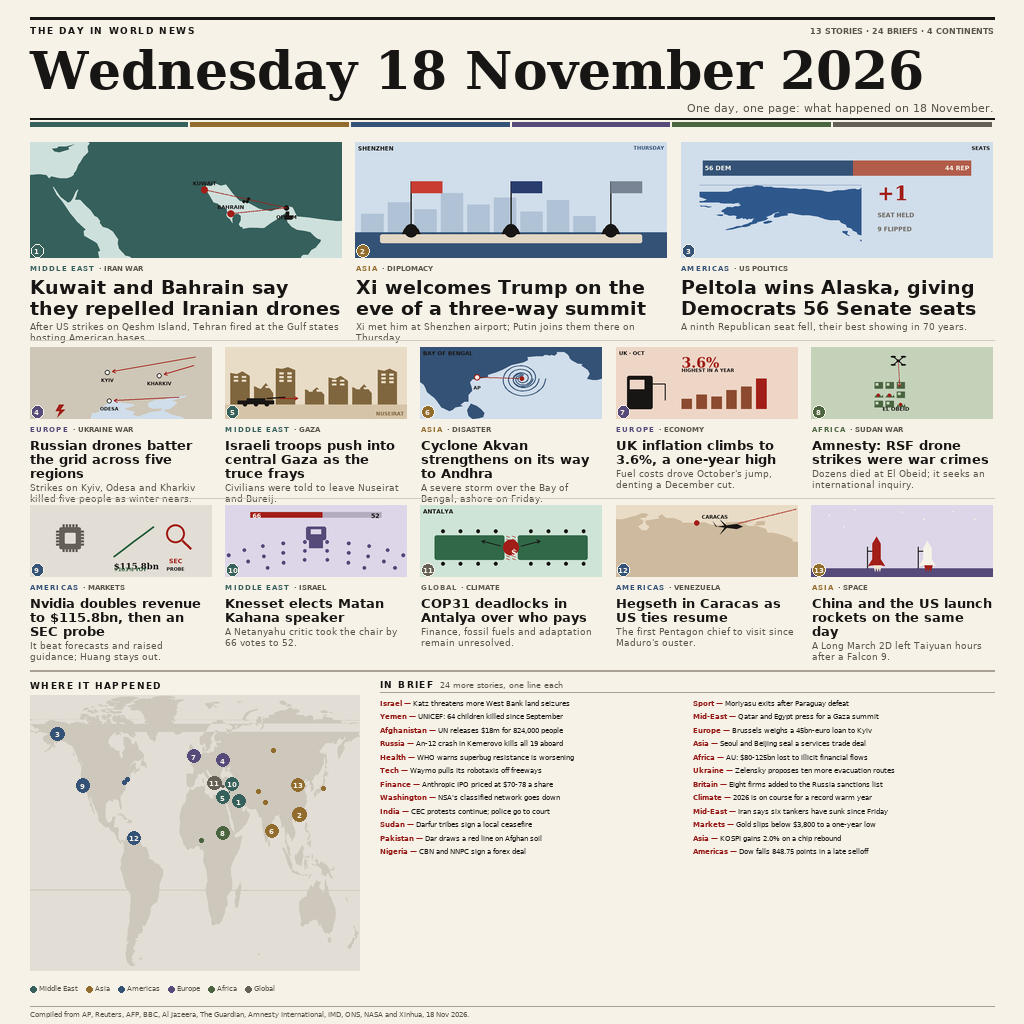 THE DAY IN WORLD NEWS
13 STORIES · 24 BRIEFS · 4 CONTINENTS
Wednesday 18 November 2026
One day, one page: what happened on 18 November.
KUWAIT
BAHRAIN
1
SHENZHEN
THURSDAY
2
SEATS
56 DEM
44 REP
+1
SEAT HELD
9 FLIPPED
3
MIDDLE EAST · IRAN WAR
Kuwait and Bahrain say
they repelled Iranian drones
After US strikes on Qeshm Island, Tehran fired at the Gulf states
hosting American bases.
ASIA · DIPLOMACY
Xi welcomes Trump on the
eve of a three-way summit
Xi met him at Shenzhen airport; Putin joins them there on
Thursday.
AMERICAS · US POLITICS
Peltola wins Alaska, giving
Democrats 56 Senate seats
A ninth Republican seat fell, their best showing in 70 years.
KYIV
KHARKIV
ODESA
4
NUSEIRAT
5
BAY OF BENGAL
AP
6
UK · OCT
3.6%
HIGHEST IN A YEAR
7
EL OBEID
8
EUROPE · UKRAINE WAR
Russian drones batter
the grid across five
regions
Strikes on Kyiv, Odesa and Kharkiv
killed five people as winter nears.
MIDDLE EAST · GAZA
Israeli troops push into
central Gaza as the
truce frays
Civilians were told to leave Nuseirat
and Bureij.
ASIA · DISASTER
Cyclone Akvan
strengthens on its way
to Andhra
A severe storm over the Bay of
Bengal, ashore on Friday.
EUROPE · ECONOMY
UK inflation climbs to
3.6%, a one-year high
Fuel costs drove October's jump,
denting a December cut.
AFRICA · SUDAN WAR
Amnesty: RSF drone
strikes were war crimes
Dozens died at El Obeid; it seeks an
international inquiry.
$115.8bn
SEC
PROBE
9
66
52
10
ANTALYA
$
11
CARACAS
12
13
AMERICAS · MARKETS
Nvidia doubles revenue
to $115.8bn, then an
SEC probe
It beat forecasts and raised
guidance; Huang stays out.
MIDDLE EAST · ISRAEL
Knesset elects Matan
Kahana speaker
A Netanyahu critic took the chair by
66 votes to 52.
GLOBAL · CLIMATE
COP31 deadlocks in
Antalya over who pays
Finance, fossil fuels and adaptation
remain unresolved.
AMERICAS · VENEZUELA
Hegseth in Caracas as
US ties resume
The first Pentagon chief to visit since
Maduro's ouster.
ASIA · SPACE
China and the US launch
rockets on the same
day
A Long March 2D left Taiyuan hours
after a Falcon 9.
WHERE IT HAPPENED
3
7
4
9
11
10
13
5
1
2
12
8
6
Middle East
Asia
Americas
Europe
Africa
Global
IN BRIEF 24 more stories, one line each
Israel — Katz threatens more West Bank land seizures
Yemen — UNICEF: 64 children killed since September
Afghanistan — UN releases $18m for 824,000 people
Russia — An-12 crash in Kemerovo kills all 19 aboard
Health — WHO warns superbug resistance is worsening
Tech — Waymo pulls its robotaxis off freeways
Finance — Anthropic IPO priced at $70-78 a share
Washington — NSA's classified network goes down
India — CEC protests continue; police go to court
Sudan — Darfur tribes sign a local ceasefire
Pakistan — Dar draws a red line on Afghan soil
Nigeria — CBN and NNPC sign a forex deal
Sport — Moriyasu exits after Paraguay defeat
Mid-East — Qatar and Egypt press for a Gaza summit
Europe — Brussels weighs a 45bn-euro loan to Kyiv
Asia — Seoul and Beijing seal a services trade deal
Africa — AU: $80-125bn lost to illicit financial flows
Ukraine — Zelensky proposes ten more evacuation routes
Britain — Eight firms added to the Russia sanctions list
Climate — 2026 is on course for a record warm year
Mid-East — Iran says six tankers have sunk since Friday
Markets — Gold slips below $3,800 to a one-year low
Asia — KOSPI gains 2.0% on a chip rebound
Americas — Dow falls 848.75 points in a late selloff
Compiled from AP, Reuters, AFP, BBC, Al Jazeera, The Guardian, Amnesty International, IMD, ONS, NASA and Xinhua, 18 Nov 2026.